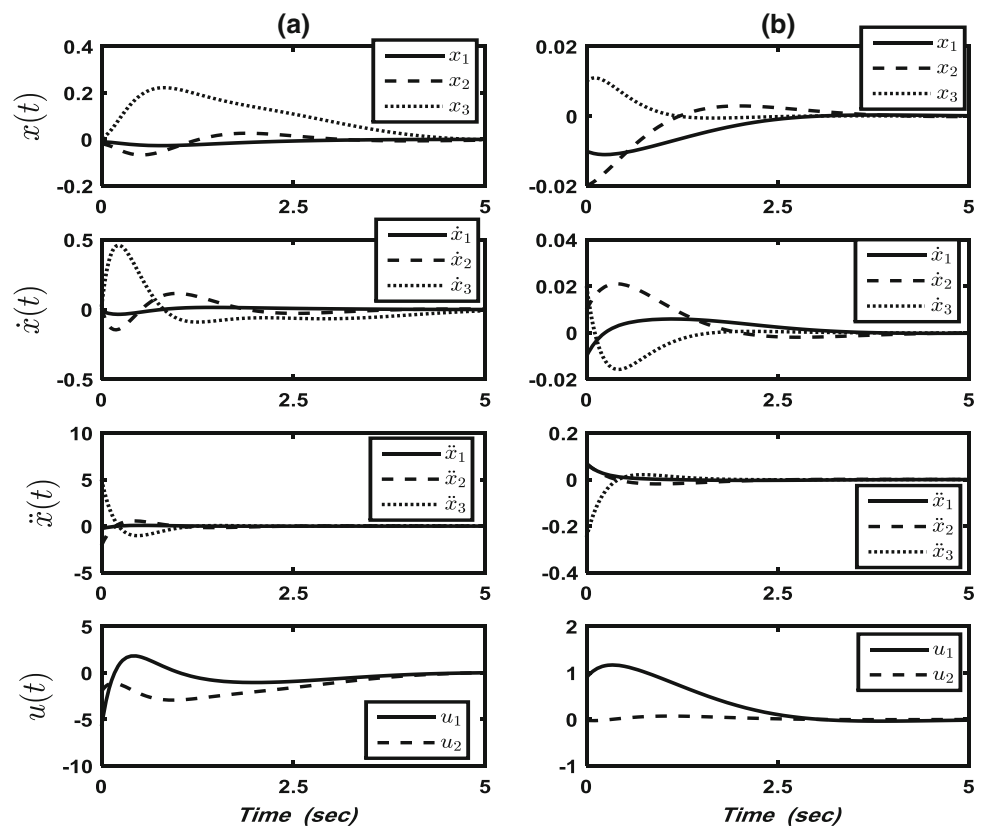 (a)
x(t)
0.4
0.2
0
-0.2
0
2.5
5
x₁
x₂
x₃
(b)
0.02
0
-0.02
0
2.5
5
x₁
x₂
x₃
ẋ(t)
0.5
0
-0.5
0
2.5
5
ẋ₁
ẋ₂
ẋ₃
0.04
0.02
0
-0.02
0
2.5
5
ẋ₁
ẋ₂
ẋ₃
ẍ(t)
10
5
0
-5
0
2.5
5
ẍ₁
ẍ₂
ẍ₃
0.2
0
-0.2
-0.4
0
2.5
5
ẍ₁
ẍ₂
ẍ₃
u(t)
5
0
-5
-10
0
2.5
5
u₁
u₂
Time (sec)
2
1
0
-1
0
2.5
5
u₁
u₂
Time (sec)